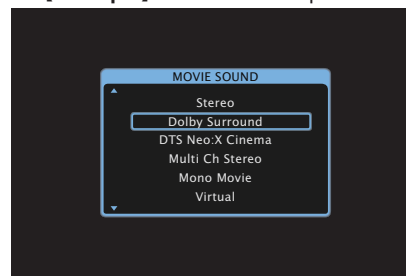 MOVIE SOUND
Stereo
Dolby Surround
DTS Neo:X Cinema
Multi Ch Stereo
Mono Movie
Virtual